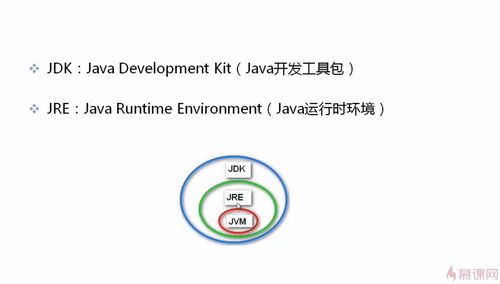 JDK：Java Development Kit（Java开发工具包）
JRE：Java Runtime Environment（Java运行时环境）
JDK
JRE
JVM
慕课网